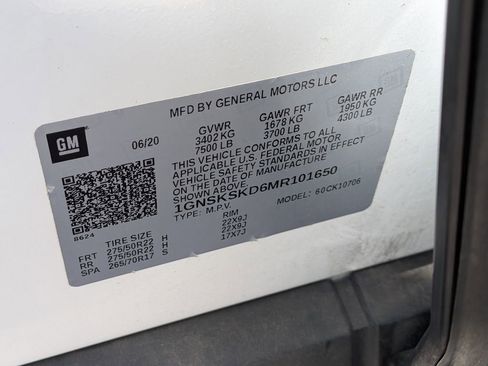 MFD BY GENERAL MOTORS LLC
GM
06/20
GVWR GAWR FRT GAWR RR
3402 KG 1678 KG 1950 KG
7500 LB 3700 LB 4300 LB
THIS VEHICLE CONFORMS TO ALL
APPLICABLE U.S. FEDERAL MOTOR
VEHICLE SAFETY STANDARDS IN EFFECT
ON THE DATE OF MANUFACTURE
SHOWN ABOVE.
1GNSKSKD6MR101650
TYPE: M.P.V. MODEL: 60CK10706
8624
TIRE SIZE RIM
FRT 275/50R22 H 22X9J
RR 275/50R22 H 22X9J
SPA 265/70R17 S 17X7J